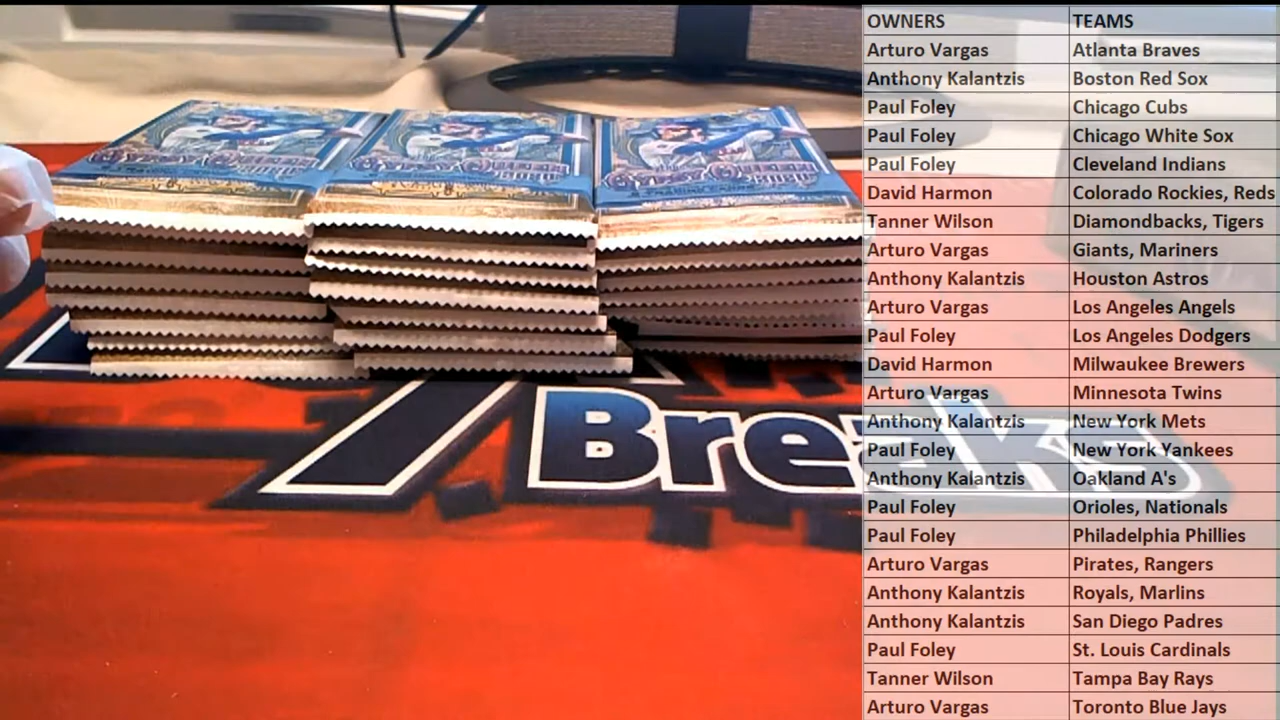 GYPSY QUEEN
GYPSY QUEEN
GYPSY QUEEN
7 Breaks
OWNERS TEAMS
Arturo Vargas Atlanta Braves
Anthony Kalantzis Boston Red Sox
Paul Foley Chicago Cubs
Paul Foley Chicago White Sox
Paul Foley Cleveland Indians
David Harmon Colorado Rockies, Reds
Tanner Wilson Diamondbacks, Tigers
Arturo Vargas Giants, Mariners
Anthony Kalantzis Houston Astros
Arturo Vargas Los Angeles Angels
Paul Foley Los Angeles Dodgers
David Harmon Milwaukee Brewers
Arturo Vargas Minnesota Twins
Anthony Kalantzis New York Mets
Paul Foley New York Yankees
Anthony Kalantzis Oakland A's
Paul Foley Orioles, Nationals
Paul Foley Philadelphia Phillies
Arturo Vargas Pirates, Rangers
Anthony Kalantzis Royals, Marlins
Anthony Kalantzis San Diego Padres
Paul Foley St. Louis Cardinals
Tanner Wilson Tampa Bay Rays
Arturo Vargas Toronto Blue Jays